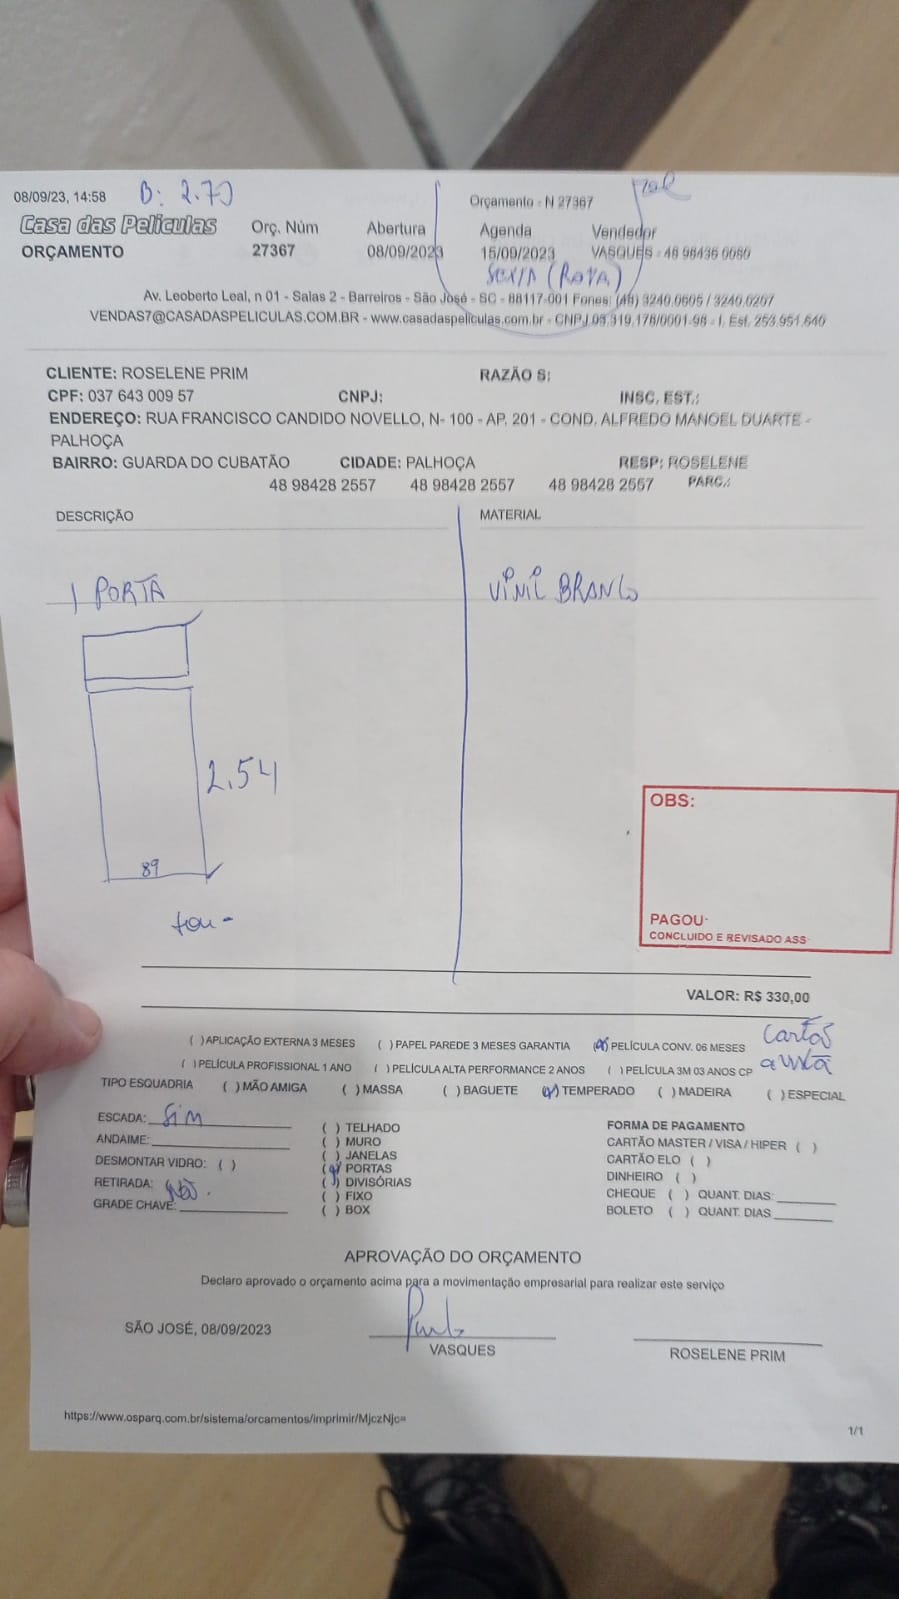 08/09/23, 14:58 B: 2.70 Orçamento - N 27367
Casa das Películas Orç. Núm Abertura Agenda Vendedor
ORÇAMENTO 27367 08/09/2023 15/09/2023 VASQUES - 48 98436 0060
SEXTA
Av. Leoberto Leal, n 01 - Salas 2 - Barreiros - São José - SC - 88117-001 Fones: (48) 3240.0605 / 3240.0207
VENDAS7@CASADASPELICULAS.COM.BR - www.casadaspeliculas.com.br - CNPJ 03.319.178/0001-98 - I. Est. 253.951.640
CLIENTE: ROSELENE PRIM RAZÃO S:
CPF: 037 643 009 57 CNPJ: INSC. EST.:
ENDEREÇO: RUA FRANCISCO CANDIDO NOVELLO, N- 100 - AP. 201 - COND. ALFREDO MANOEL DUARTE -
PALHOÇA
BAIRRO: GUARDA DO CUBATÃO CIDADE: PALHOÇA RESP: ROSELENE
48 98428 2557 48 98428 2557 48 98428 2557 PARC.:
DESCRIÇÃO MATERIAL
1 PORTA VINIL BRANCO
2.54
89
OBS:
PAGOU-
CONCLUIDO E REVISADO ASS
VALOR: R$ 330,00
( ) APLICAÇÃO EXTERNA 3 MESES ( ) PAPEL PAREDE 3 MESES GARANTIA (x) PELÍCULA CONV. 06 MESES Cartão
( ) PELÍCULA PROFISSIONAL 1 ANO ( ) PELÍCULA ALTA PERFORMANCE 2 ANOS ( ) PELÍCULA 3M 03 ANOS CP
TIPO ESQUADRIA ( ) MÃO AMIGA ( ) MASSA ( ) BAGUETE (x) TEMPERADO ( ) MADEIRA ( ) ESPECIAL
ESCADA: Sim ( ) TELHADO FORMA DE PAGAMENTO
ANDAIME: ( ) MURO CARTÃO MASTER / VISA / HIPER ( )
DESMONTAR VIDRO: ( ) ( ) JANELAS CARTÃO ELO ( )
RETIRADA: Não. (x) PORTAS DINHEIRO ( )
GRADE CHAVE: ( ) DIVISÓRIAS CHEQUE ( ) QUANT. DIAS:
( ) FIXO BOLETO ( ) QUANT. DIAS
( ) BOX
APROVAÇÃO DO ORÇAMENTO
Declaro aprovado o orçamento acima para a movimentação empresarial para realizar este serviço
SÃO JOSÉ, 08/09/2023
VASQUES ROSELENE PRIM
https://www.osparq.com.br/sistema/orcamentos/imprimir/MjczNjc=
1/1